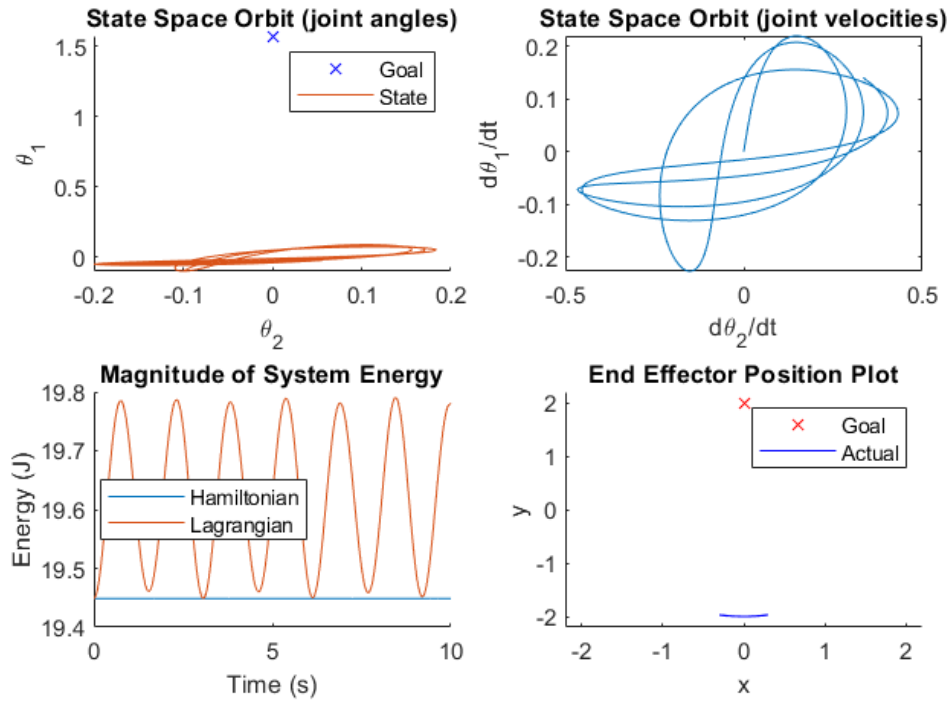 State Space Orbit (joint angles)
1.5
1
0.5
0
θ1
Goal
State
-0.2
-0.1
0
0.1
0.2
θ2
State Space Orbit (joint velocities)
0.2
0.1
0
-0.1
-0.2
dθ1/dt
-0.5
0
0.5
dθ2/dt
Magnitude of System Energy
19.8
19.7
19.6
19.5
19.4
Energy (J)
Hamiltonian
Lagrangian
0
5
10
Time (s)
End Effector Position Plot
2
1
0
-1
-2
y
Goal
Actual
-2
-1
0
1
2
x